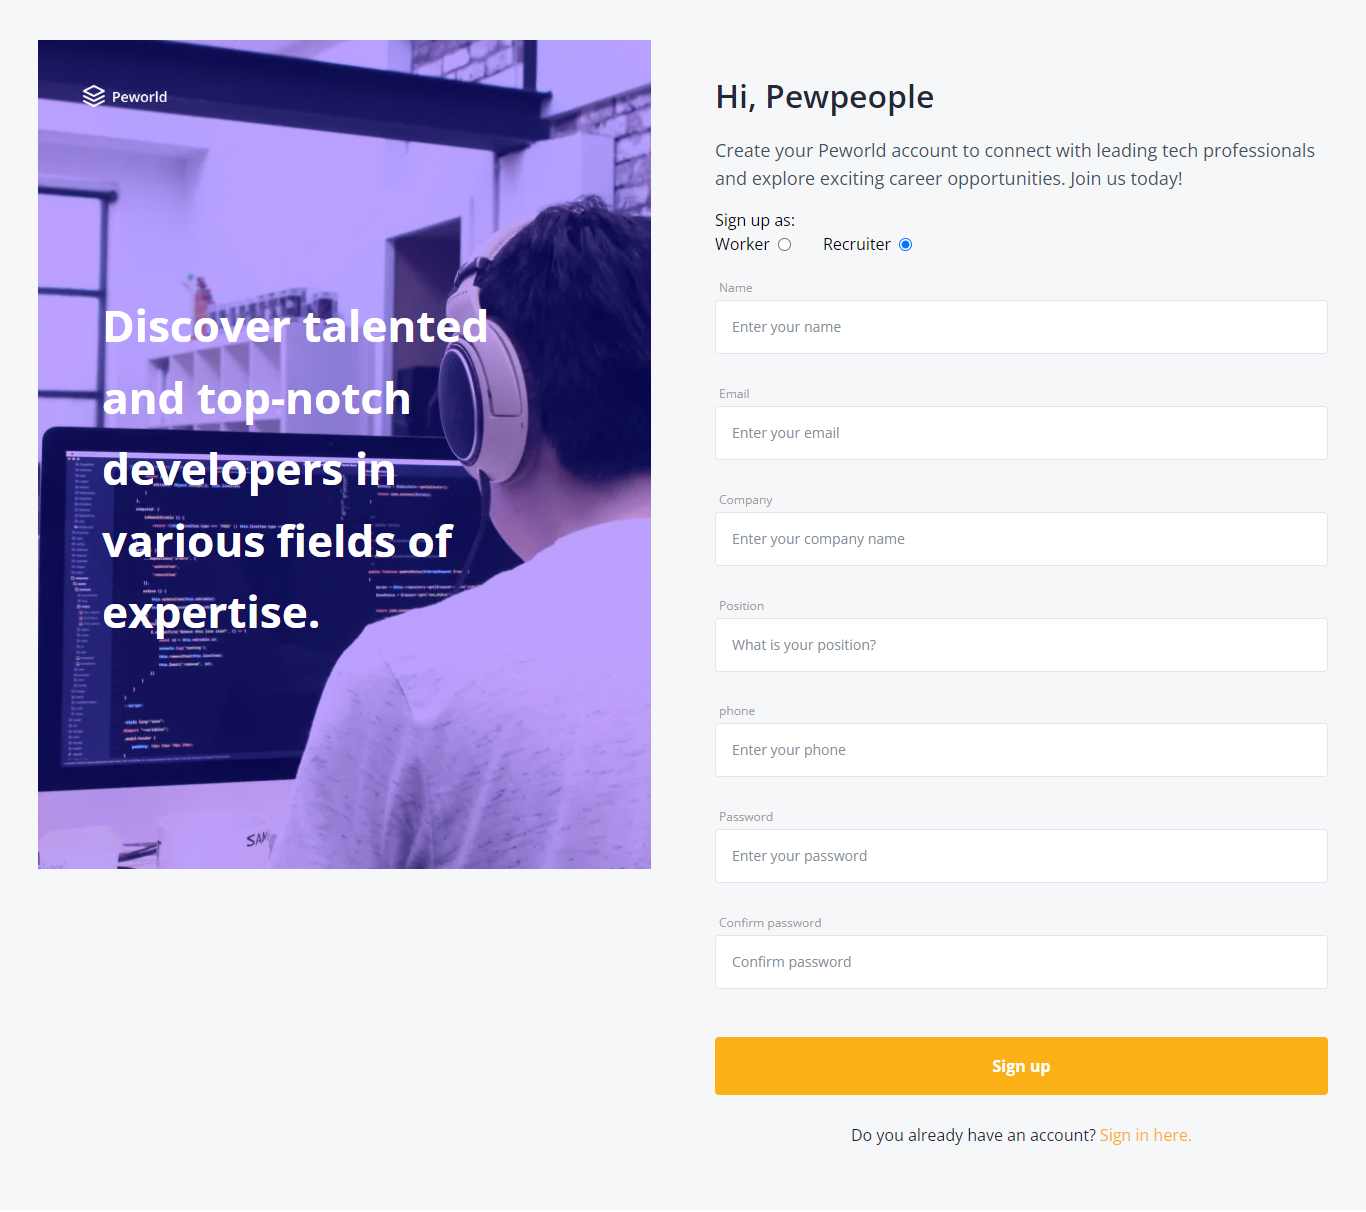 Peworld
Discover talented
and top-notch
developers in
various fields of
expertise.
Hi, Pewpeople
Create your Peworld account to connect with leading tech professionals
and explore exciting career opportunities. Join us today!
Sign up as:
Worker Recruiter
Name
Enter your name
Email
Enter your email
Company
Enter your company name
Position
What is your position?
phone
Enter your phone
Password
Enter your password
Confirm password
Confirm password
Sign up
Do you already have an account? Sign in here.